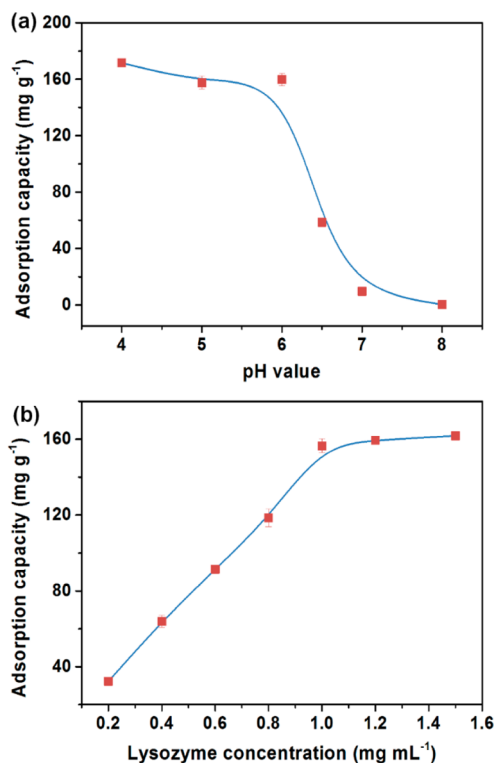 (a)
Adsorption capacity (mg g⁻¹)
200
160
120
80
40
0
4 5 6 7 8
pH value
(b)
Adsorption capacity (mg g⁻¹)
160
120
80
40
0.2 0.4 0.6 0.8 1.0 1.2 1.4 1.6
Lysozyme concentration (mg mL⁻¹)